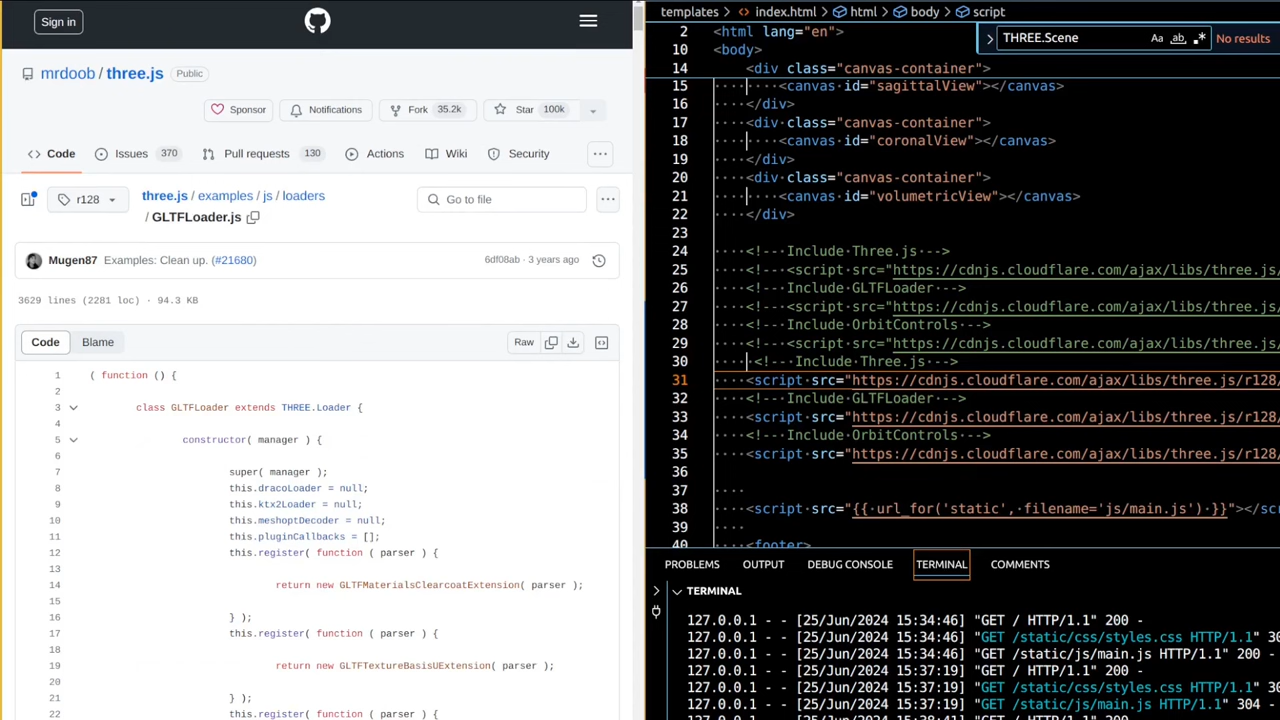 Sign in
mrdoob / three.js Public
Sponsor Notifications Fork 35.2k Star 100k
Code Issues 370 Pull requests 130 Actions Wiki Security
r128 three.js / examples / js / loaders Go to file
/ GLTFLoader.js
Mugen87 Examples: Clean up. (#21680) 6df08ab · 3 years ago
3629 lines (2281 loc) · 94.3 KB
Code Blame Raw
1 ( function () {
2
3 class GLTFLoader extends THREE.Loader {
4
5 constructor( manager ) {
6
7 super( manager );
8 this.dracoLoader = null;
9 this.ktx2Loader = null;
10 this.meshoptDecoder = null;
11 this.pluginCallbacks = [];
12 this.register( function ( parser ) {
13
14 return new GLTFMaterialsClearcoatExtension( parser );
15
16 } );
17 this.register( function ( parser ) {
18
19 return new GLTFTextureBasisUExtension( parser );
20
21 } );
22 this.register( function ( parser ) {
templates > index.html > html > body > script
THREE.Scene Aa ab .* No results
2 <html lang="en">
10 <body>
14 <div class="canvas-container">
15 <canvas id="sagittalView"></canvas>
16 </div>
17 <div class="canvas-container">
18 <canvas id="coronalView"></canvas>
19 </div>
20 <div class="canvas-container">
21 <canvas id="volumetricView"></canvas>
22 </div>
23
24 <!-- Include Three.js -->
25 <!-- <script src="https://cdnjs.cloudflare.com/ajax/libs/three.js/
26 <!-- Include GLTFLoader -->
27 <!-- <script src="https://cdnjs.cloudflare.com/ajax/libs/three.js/
28 <!-- Include OrbitControls -->
29 <!-- <script src="https://cdnjs.cloudflare.com/ajax/libs/three.js/
30 <!-- Include Three.js -->
31 <script src="https://cdnjs.cloudflare.com/ajax/libs/three.js/r128/
32 <!-- Include GLTFLoader -->
33 <script src="https://cdnjs.cloudflare.com/ajax/libs/three.js/r128/
34 <!-- Include OrbitControls -->
35 <script src="https://cdnjs.cloudflare.com/ajax/libs/three.js/r128/
36
37
38 <script src="{{ url_for('static', filename='js/main.js') }}"></scr
39
40 <footer>
PROBLEMS OUTPUT DEBUG CONSOLE TERMINAL COMMENTS
TERMINAL
127.0.0.1 - - [25/Jun/2024 15:34:46] "GET / HTTP/1.1" 200 -
127.0.0.1 - - [25/Jun/2024 15:34:46] "GET /static/css/styles.css HTTP/1.1" 30
127.0.0.1 - - [25/Jun/2024 15:34:46] "GET /static/js/main.js HTTP/1.1" 200 -
127.0.0.1 - - [25/Jun/2024 15:37:19] "GET / HTTP/1.1" 200 -
127.0.0.1 - - [25/Jun/2024 15:37:19] "GET /static/css/styles.css HTTP/1.1" 30
127.0.0.1 - - [25/Jun/2024 15:37:19] "GET /static/js/main.js HTTP/1.1" 304 -
127.0.0.1 - - [25/Jun/2024 15:38:41] "GET / HTTP/1.1" 200 -